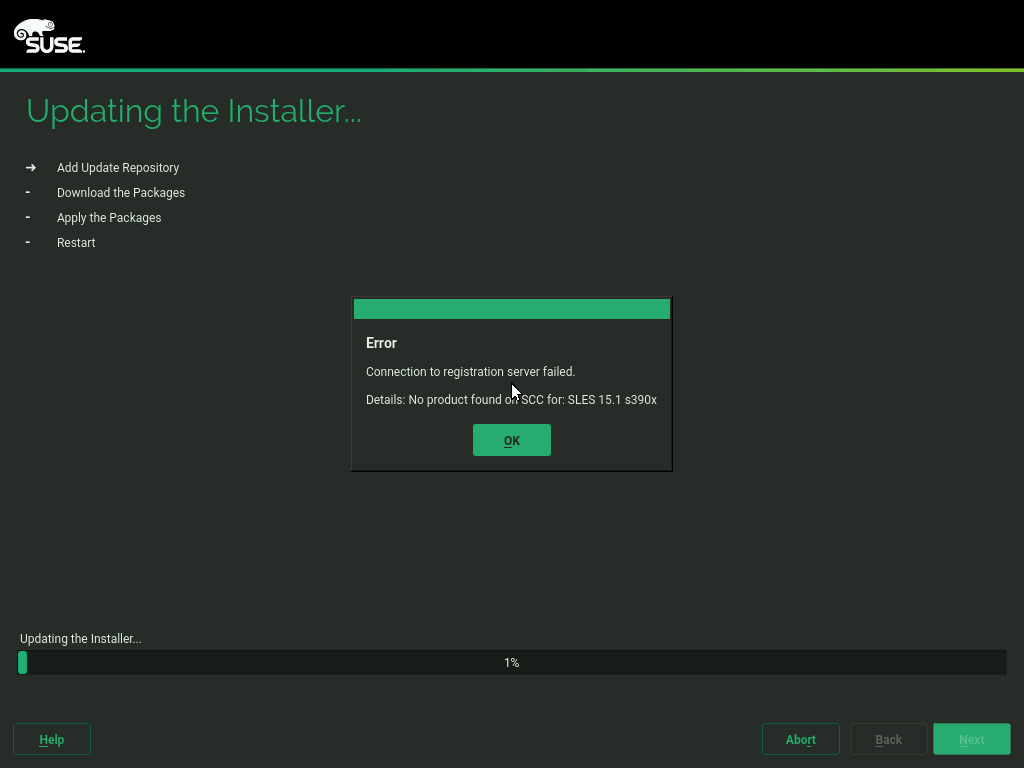 SUSE.
Updating the Installer...
➔ Add Update Repository
- Download the Packages
- Apply the Packages
- Restart
Error
Connection to registration server failed.
Details: No product found on SCC for: SLES 15.1 s390x
OK
Updating the Installer...
1%
Help
Abort
Back
Next